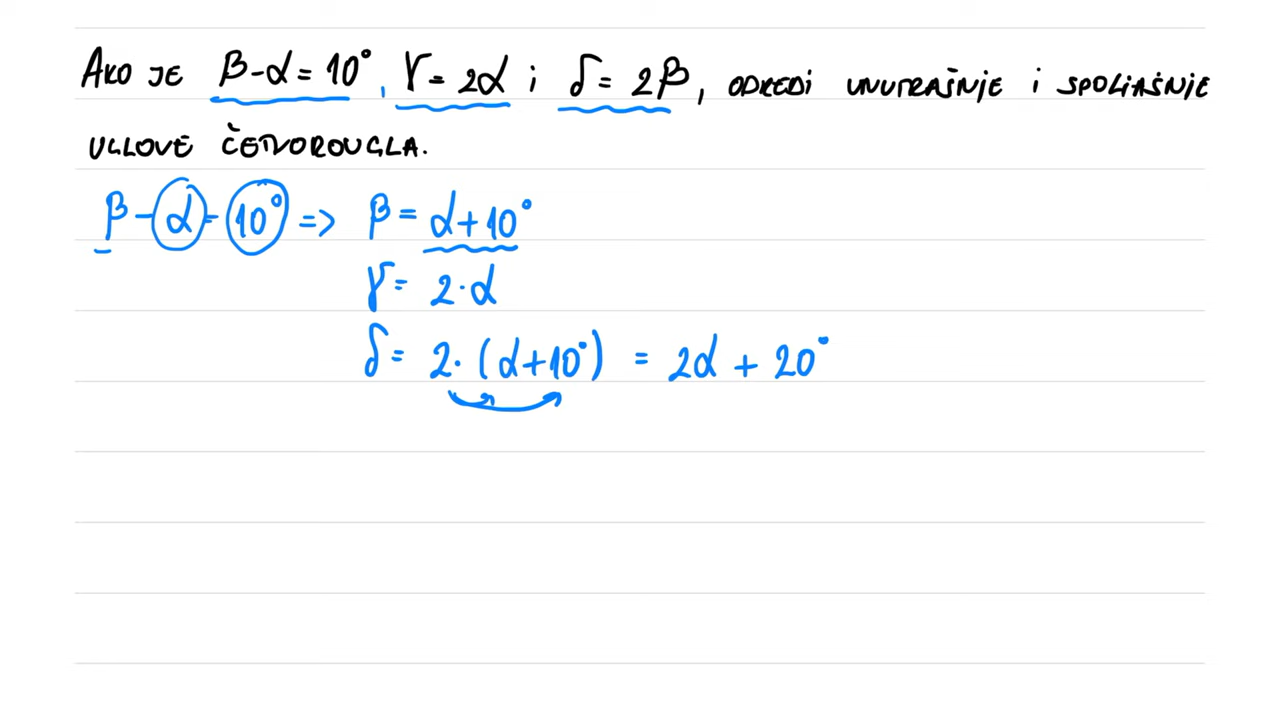 AKO JE β-α=10°, γ=2α i δ=2β, ODREDI UNUTRAŠNJE I SPOLJAŠNJE
UGLOVE ČETVOROUGLA.
β-α=10° => β= α+10°
γ= 2·α
δ= 2·(α+10°) = 2α + 20°